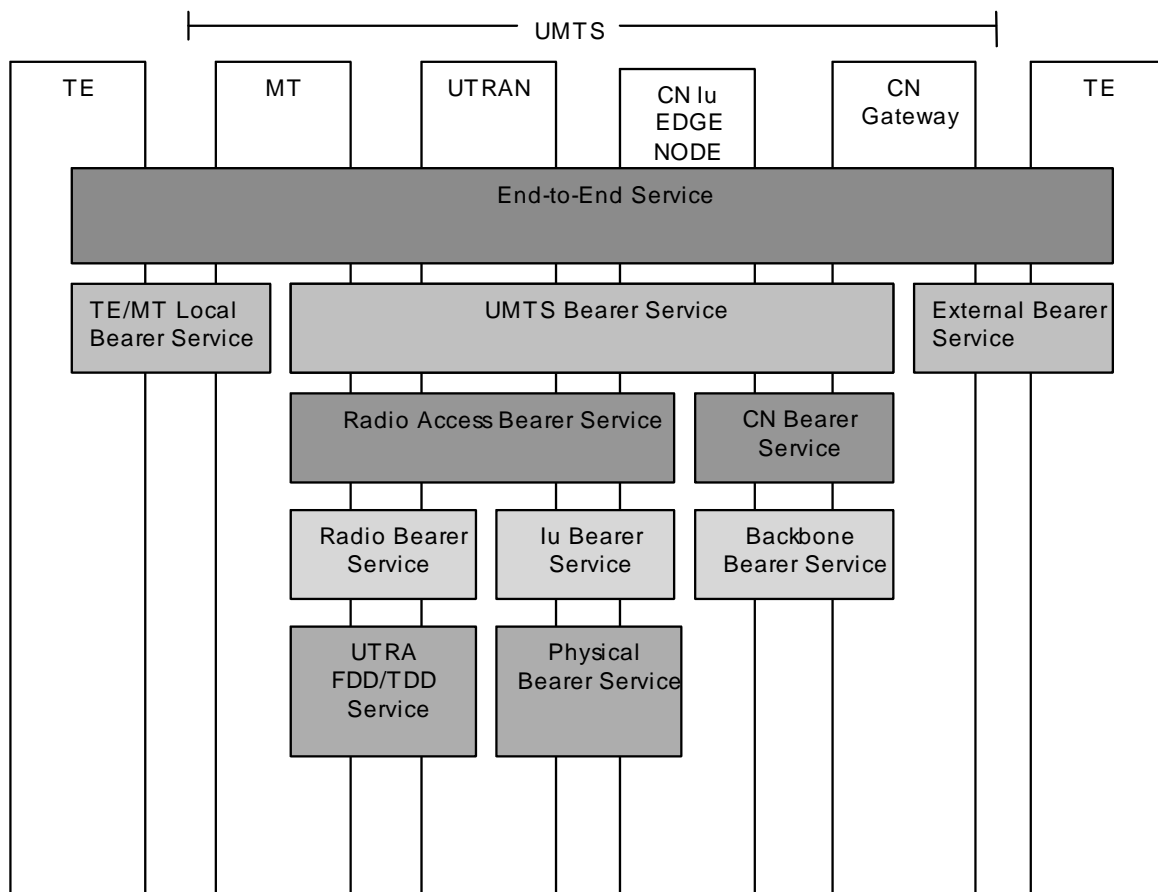 UMTS
TE
MT
UTRAN
CN Iu
EDGE
NODE
CN
Gateway
TE
End-to-End Service
TE/MT Local
Bearer Service
UMTS Bearer Service
External Bearer
Service
Radio Access Bearer Service
CN Bearer
Service
Radio Bearer
Service
Iu Bearer
Service
Backbone
Bearer Service
UTRA
FDD/TDD
Service
Physical
Bearer Service